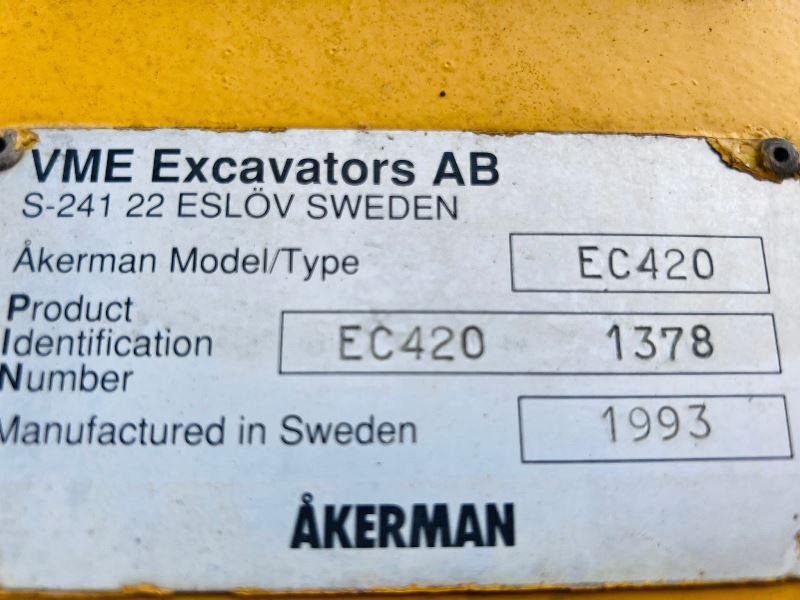 VME Excavators AB
S-241 22 ESLÖV SWEDEN
Åkerman Model/Type EC420
Product
Identification EC420 1378
Number
Manufactured in Sweden 1993
ÅKERMAN